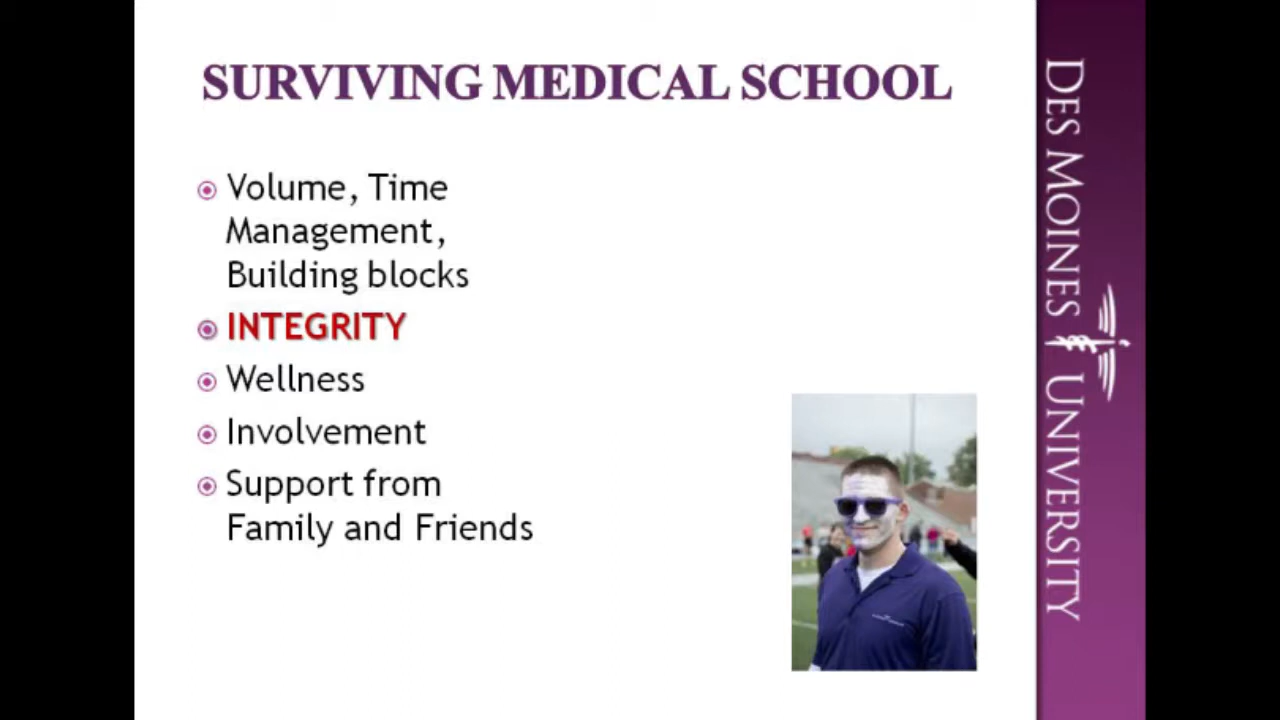 SURVIVING MEDICAL SCHOOL
Volume, Time
Management,
Building blocks
INTEGRITY
Wellness
Involvement
Support from
Family and Friends
DES MOINES UNIVERSITY